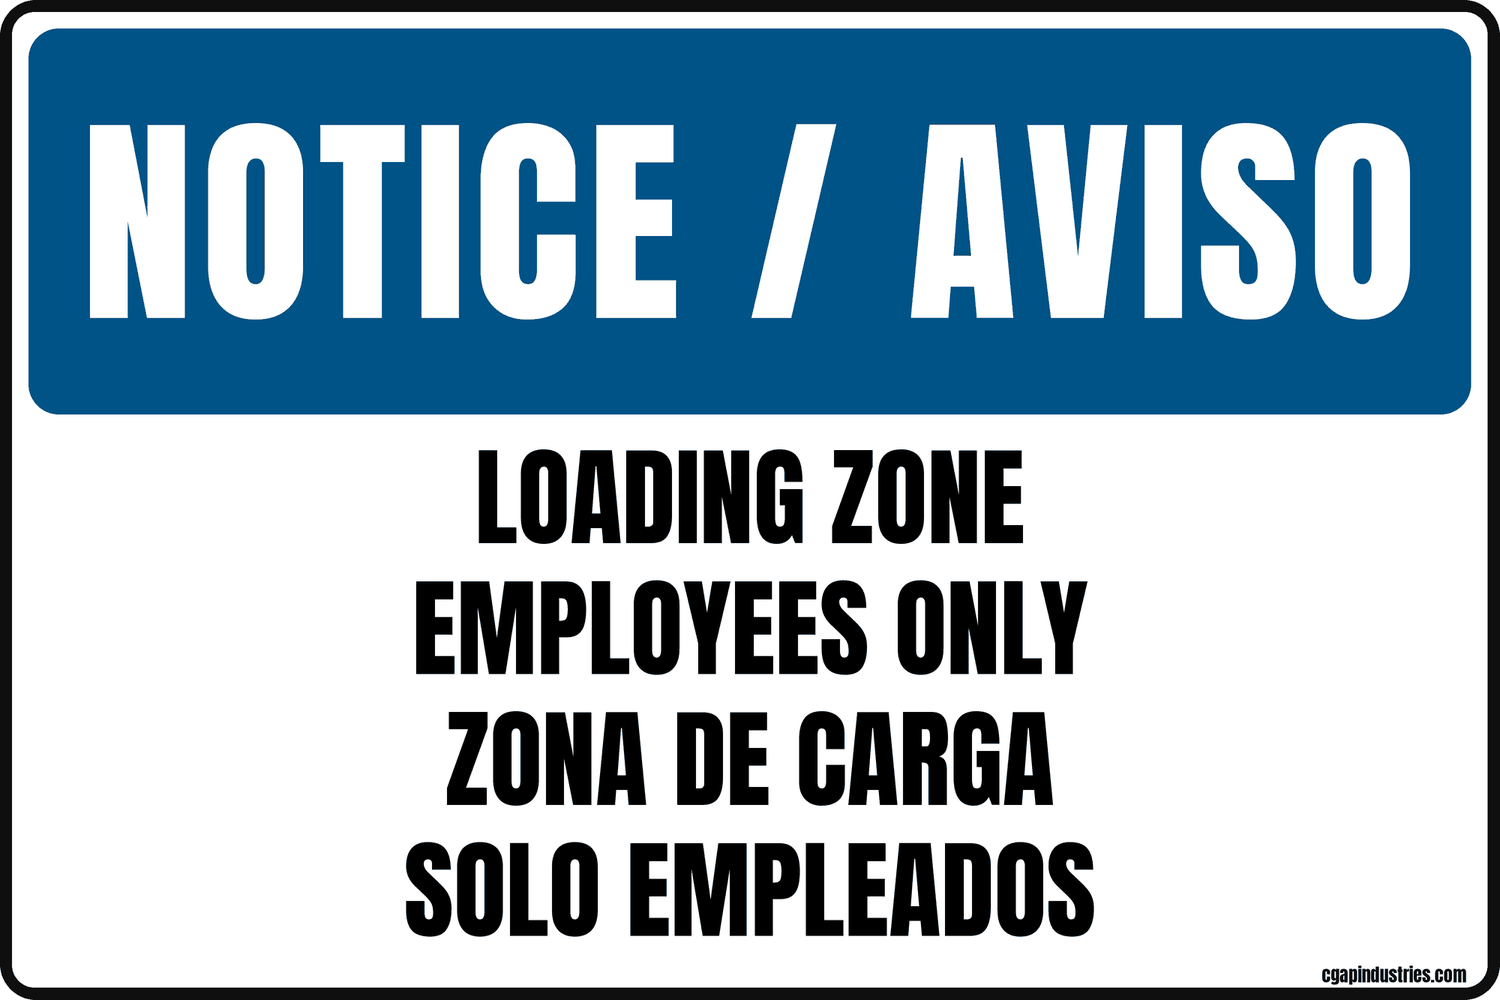 NOTICE / AVISO
LOADING ZONE
EMPLOYEES ONLY
ZONA DE CARGA
SOLO EMPLEADOS
cgapindustries.com